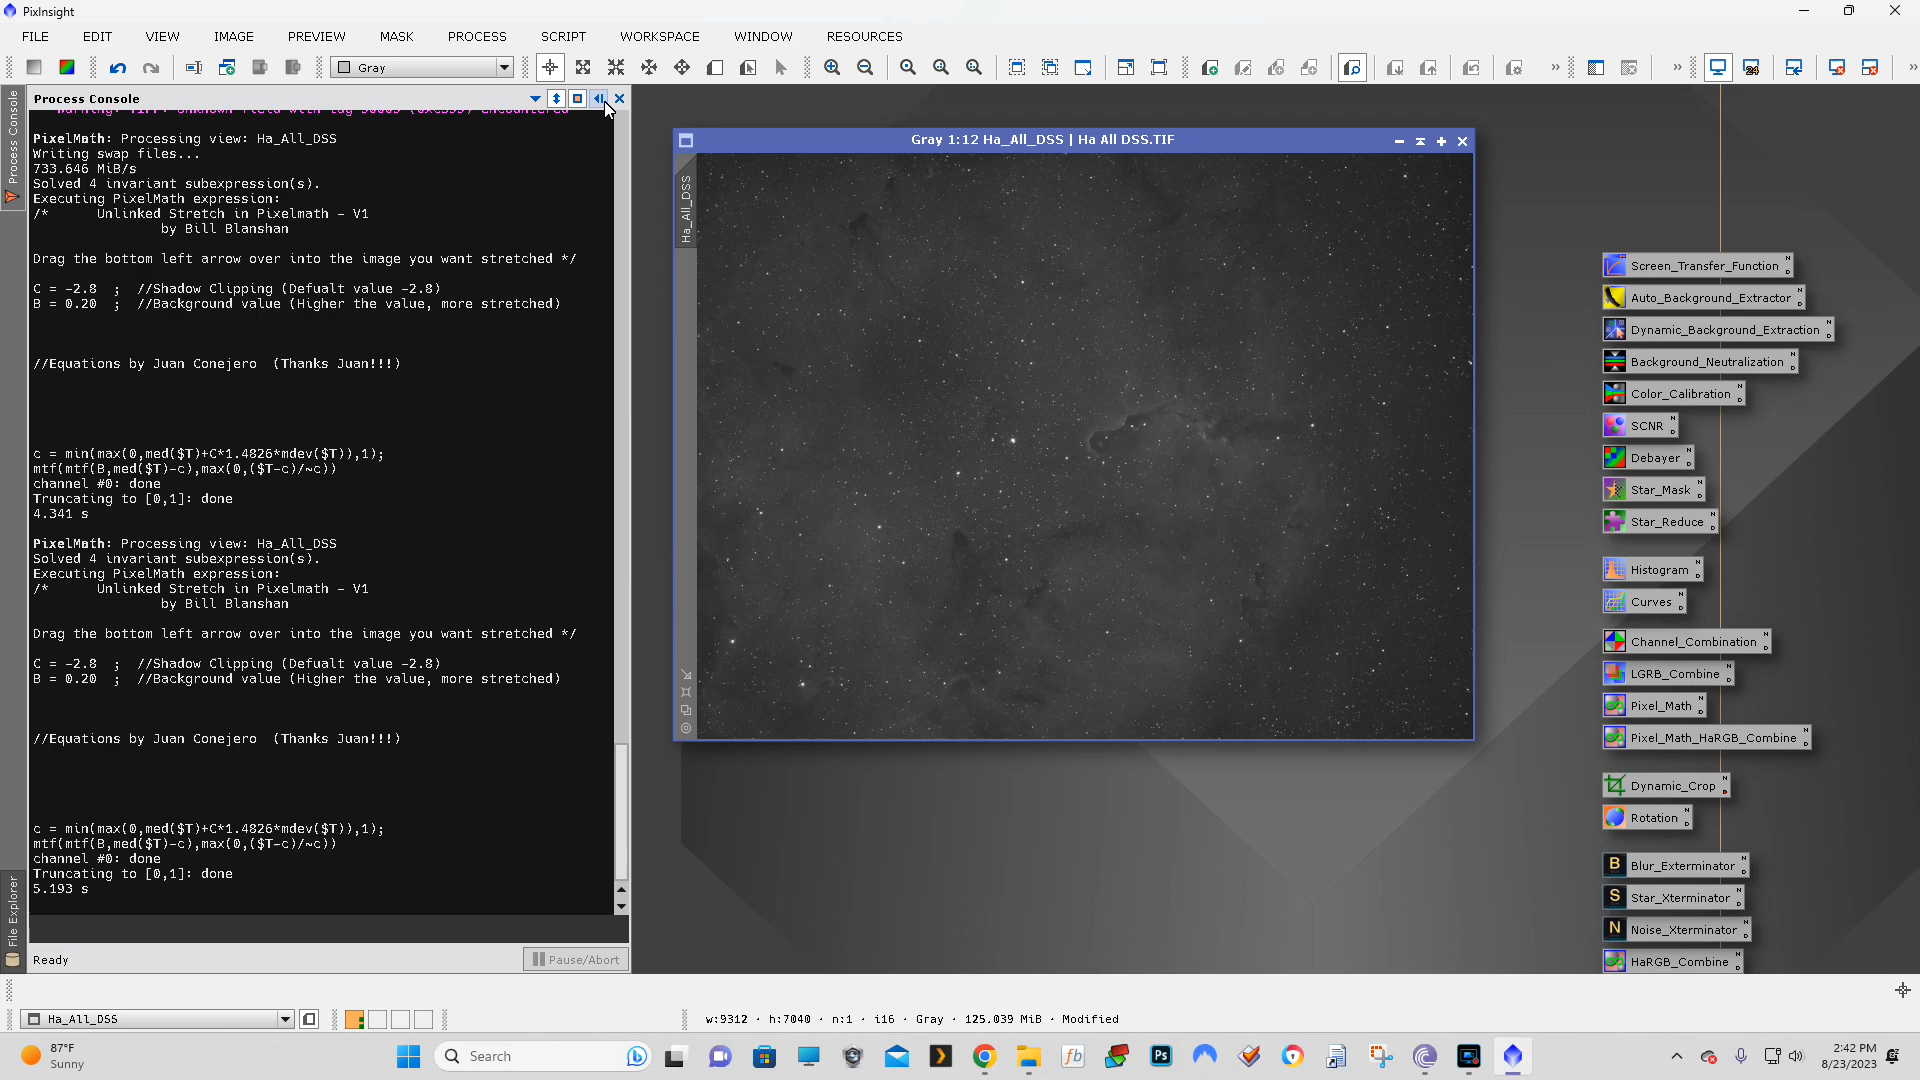 PixInsight
FILE EDIT VIEW IMAGE PREVIEW MASK PROCESS SCRIPT WORKSPACE WINDOW RESOURCES
Gray
24
Process Console
PixelMath: Processing view: Ha_All_DSS
Writing swap files...
733.646 MiB/s
Solved 4 invariant subexpression(s).
Executing PixelMath expression:
/* Unlinked Stretch in Pixelmath - V1
by Bill Blanshan
Drag the bottom left arrow over into the image you want stretched */
C = -2.8 ; //Shadow Clipping (Defualt value -2.8)
B = 0.20 ; //Background value (Higher the value, more stretched)
//Equations by Juan Conejero (Thanks Juan!!!)
c = min(max(0,med($T)+C*1.4826*mdev($T)),1);
mtf(mtf(B,med($T)-c),max(0,($T-c)/~c))
channel #0: done
Truncating to [0,1]: done
4.341 s
PixelMath: Processing view: Ha_All_DSS
Solved 4 invariant subexpression(s).
Executing PixelMath expression:
/* Unlinked Stretch in Pixelmath - V1
by Bill Blanshan
Drag the bottom left arrow over into the image you want stretched */
C = -2.8 ; //Shadow Clipping (Defualt value -2.8)
B = 0.20 ; //Background value (Higher the value, more stretched)
//Equations by Juan Conejero (Thanks Juan!!!)
c = min(max(0,med($T)+C*1.4826*mdev($T)),1);
mtf(mtf(B,med($T)-c),max(0,($T-c)/~c))
channel #0: done
Truncating to [0,1]: done
5.193 s
Ready
Pause/Abort
Process Console
File Explorer
Gray 1:12 Ha_All_DSS | Ha All DSS.TIF
Ha_All_DSS
Screen_Transfer_Function
Auto_Background_Extractor
Dynamic_Background_Extraction
Background_Neutralization
Color_Calibration
SCNR
Debayer
Star_Mask
Star_Reduce
Histogram
Curves
Channel_Combination
LGRB_Combine
Pixel_Math
Pixel_Math_HaRGB_Combine
Dynamic_Crop
Rotation
B Blur_Exterminator
S Star_Xterminator
N Noise_Xterminator
HaRGB_Combine
Ha_All_DSS
w:9312 · h:7040 · n:1 · i16 · Gray · 125.039 MiB · Modified
87°F
Sunny
Search
fb
Ps
2:42 PM
8/23/2023